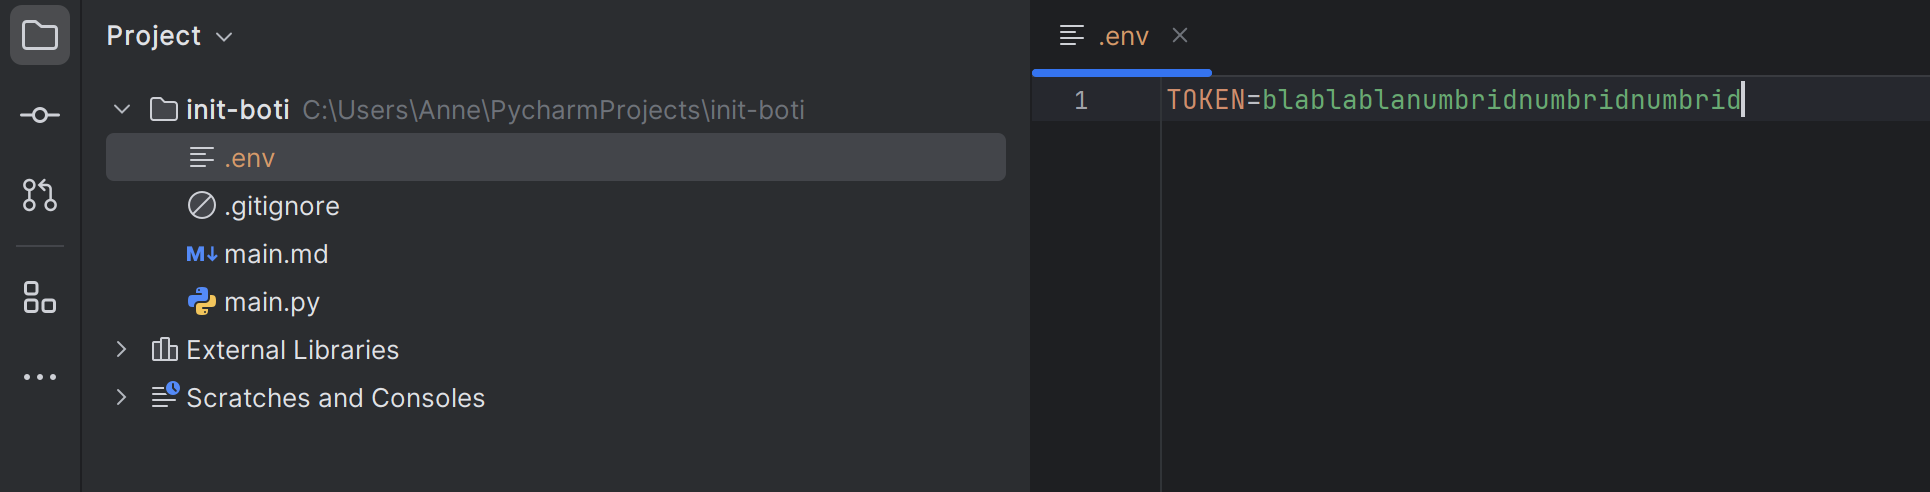 Project
init-boti C:\Users\Anne\PycharmProjects\init-boti
.env
.gitignore
M↓ main.md
main.py
External Libraries
Scratches and Consoles
.env
1 TOKEN=blablablanumbridnumbridnumbrid